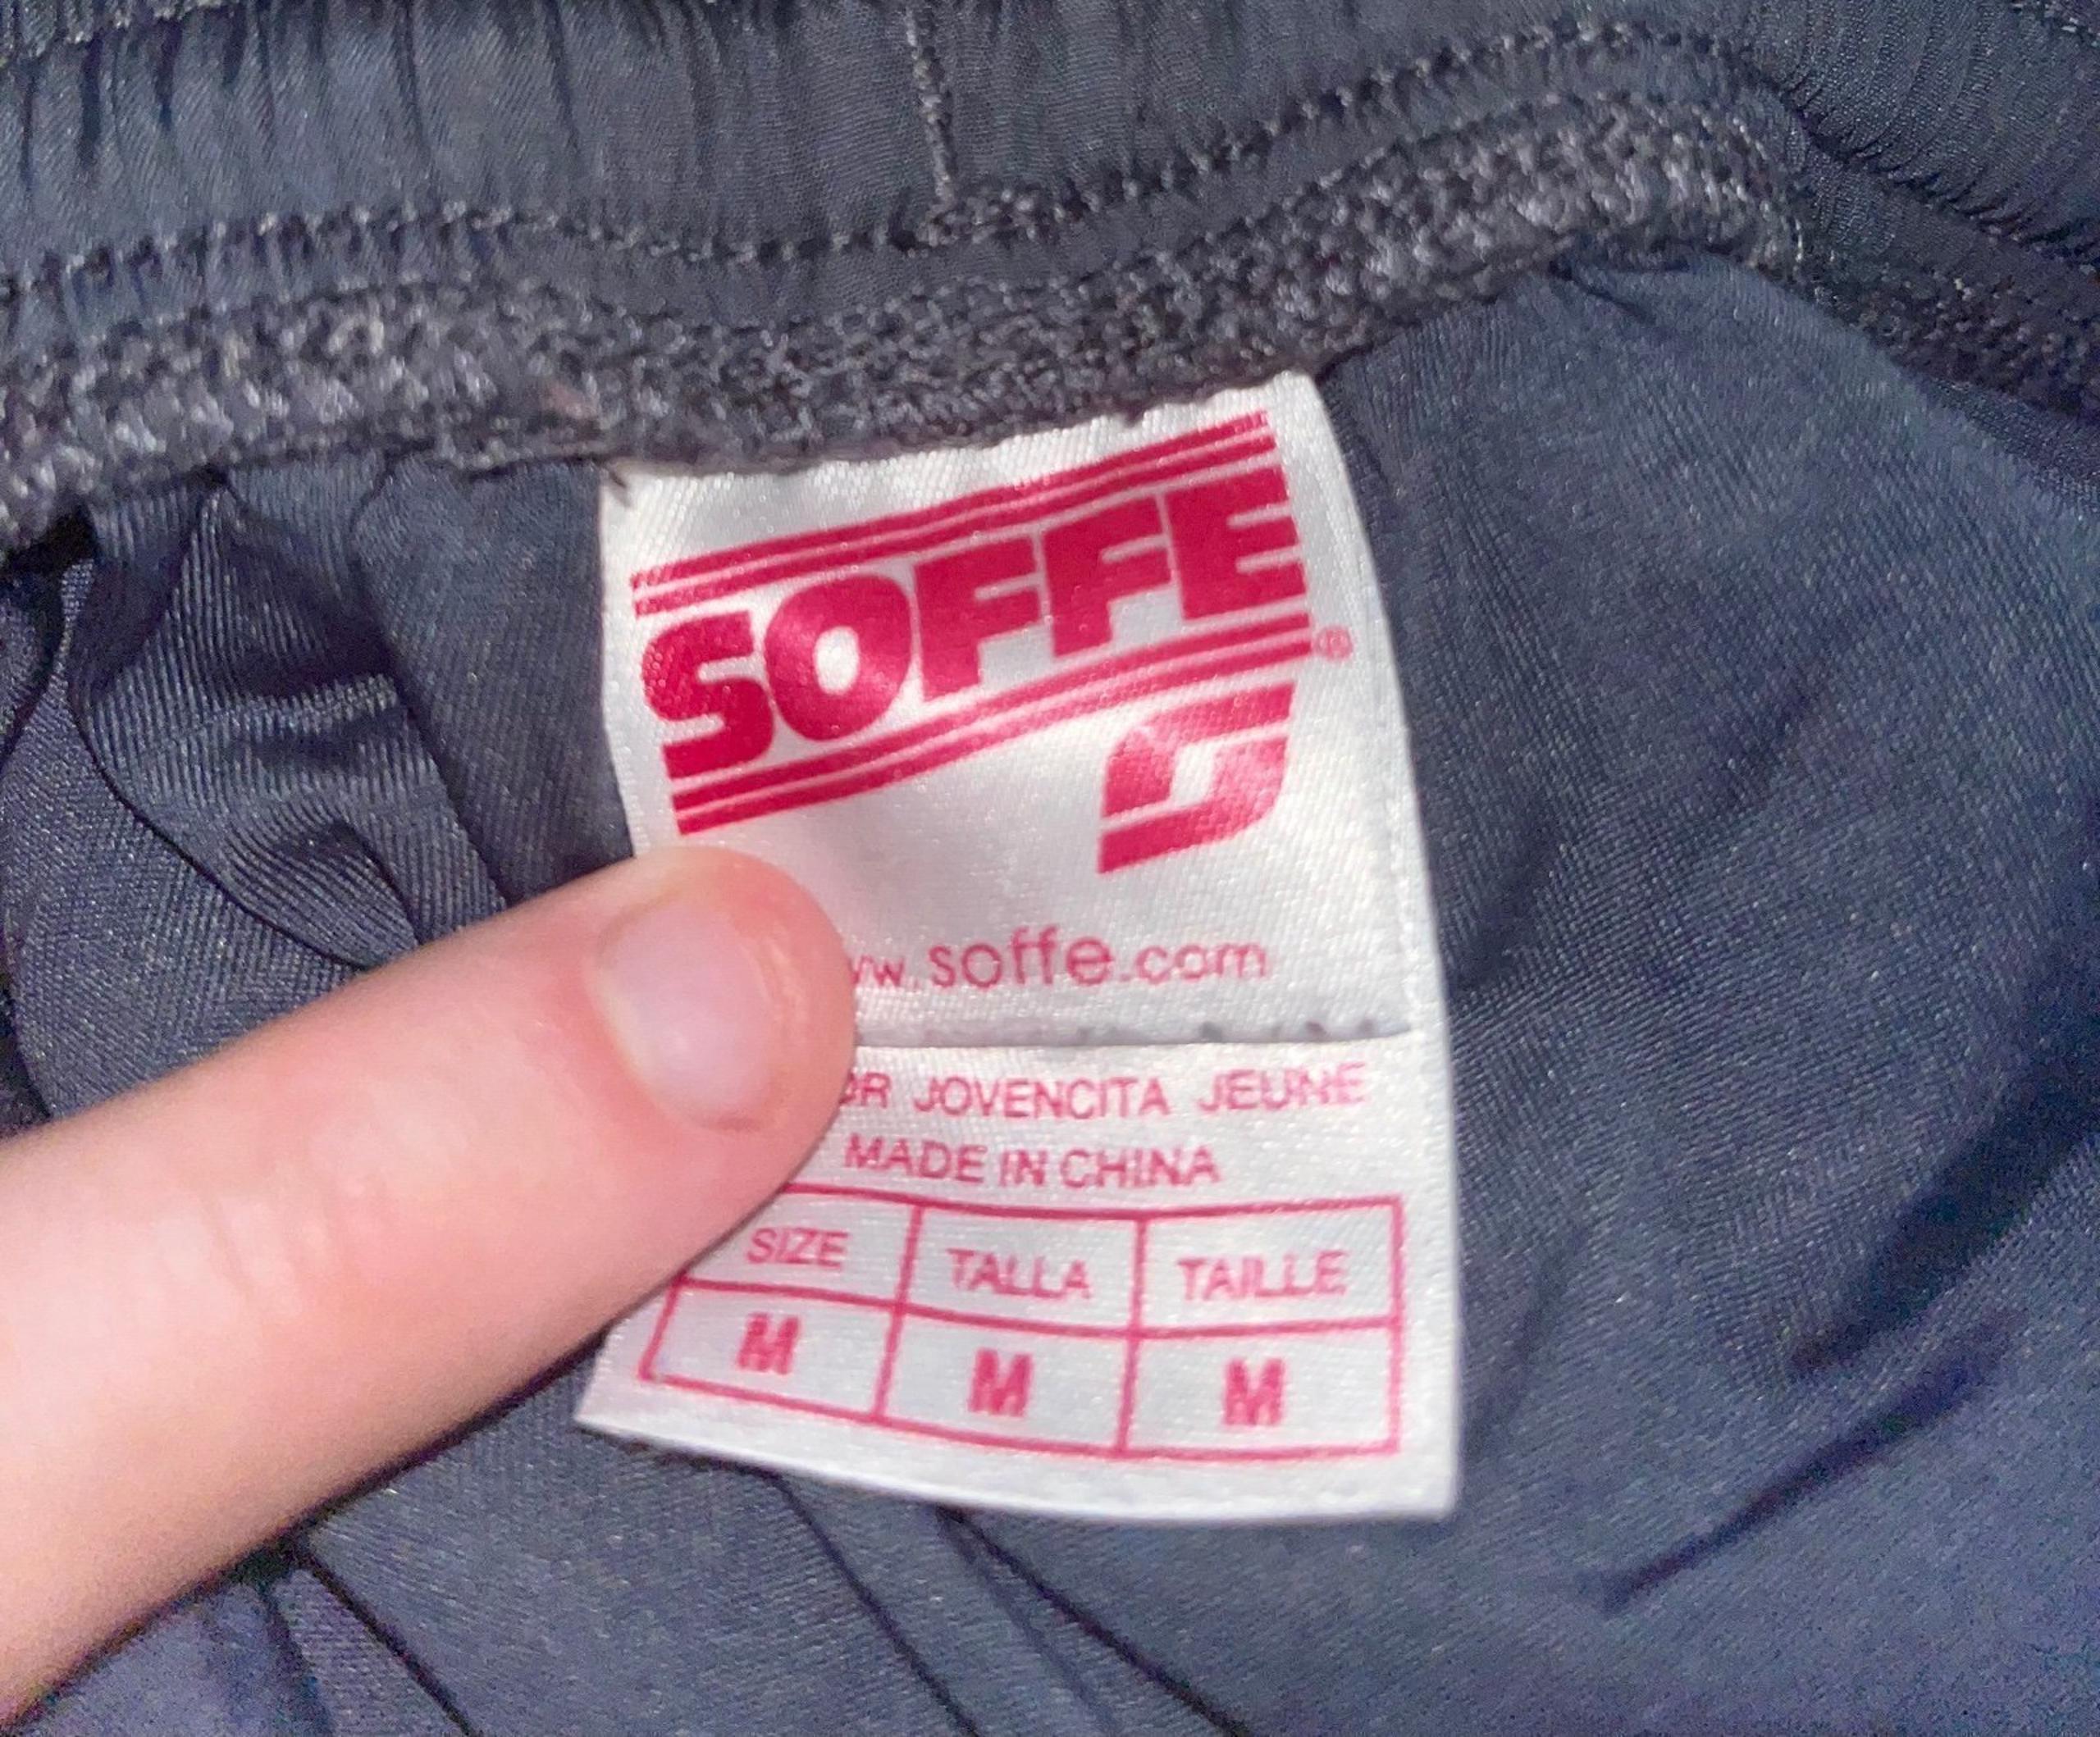 SOFFE
®
.soffe.com
JOVENCITA JEUNE
MADE IN CHINA
SIZE TALLA TAILLE
M M M